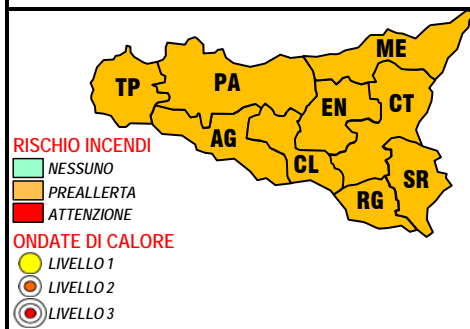 ME
TP
PA
EN
CT
AG
CL
SR
RG
RISCHIO INCENDI
NESSUNO
PREALLERTA
ATTENZIONE
ONDATE DI CALORE
LIVELLO 1
LIVELLO 2
LIVELLO 3